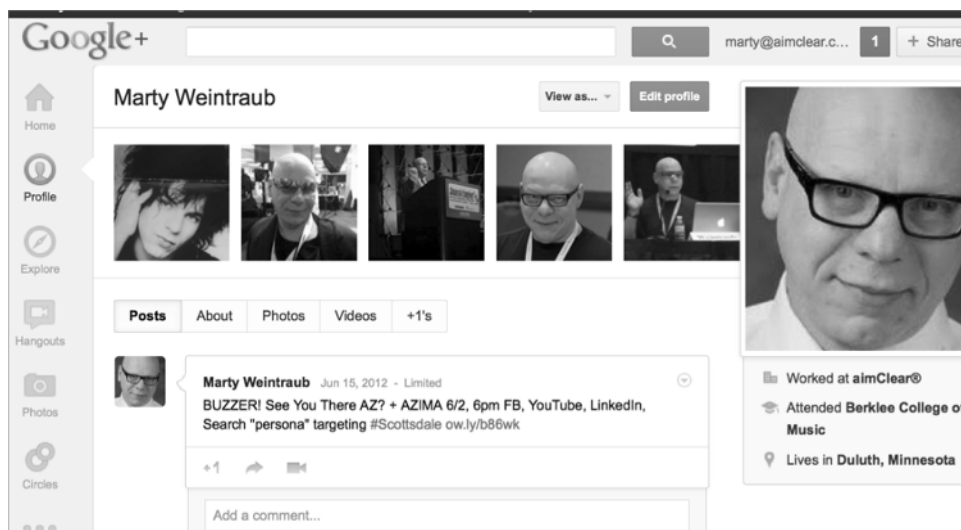 Google+
marty@aimclear.c... 1 + Share
Marty Weintraub
View as... Edit profile
Home
Profile
Explore
Hangouts
Photos
Circles
Posts About Photos Videos +1's
Marty Weintraub Jun 15, 2012 - Limited
BUZZER! See You There AZ? + AZIMA 6/2, 6pm FB, YouTube, LinkedIn,
Search "persona" targeting #Scottsdale ow.ly/b86wk
+1
Add a comment...
Worked at aimClear®
Attended Berklee College of
Music
Lives in Duluth, Minnesota